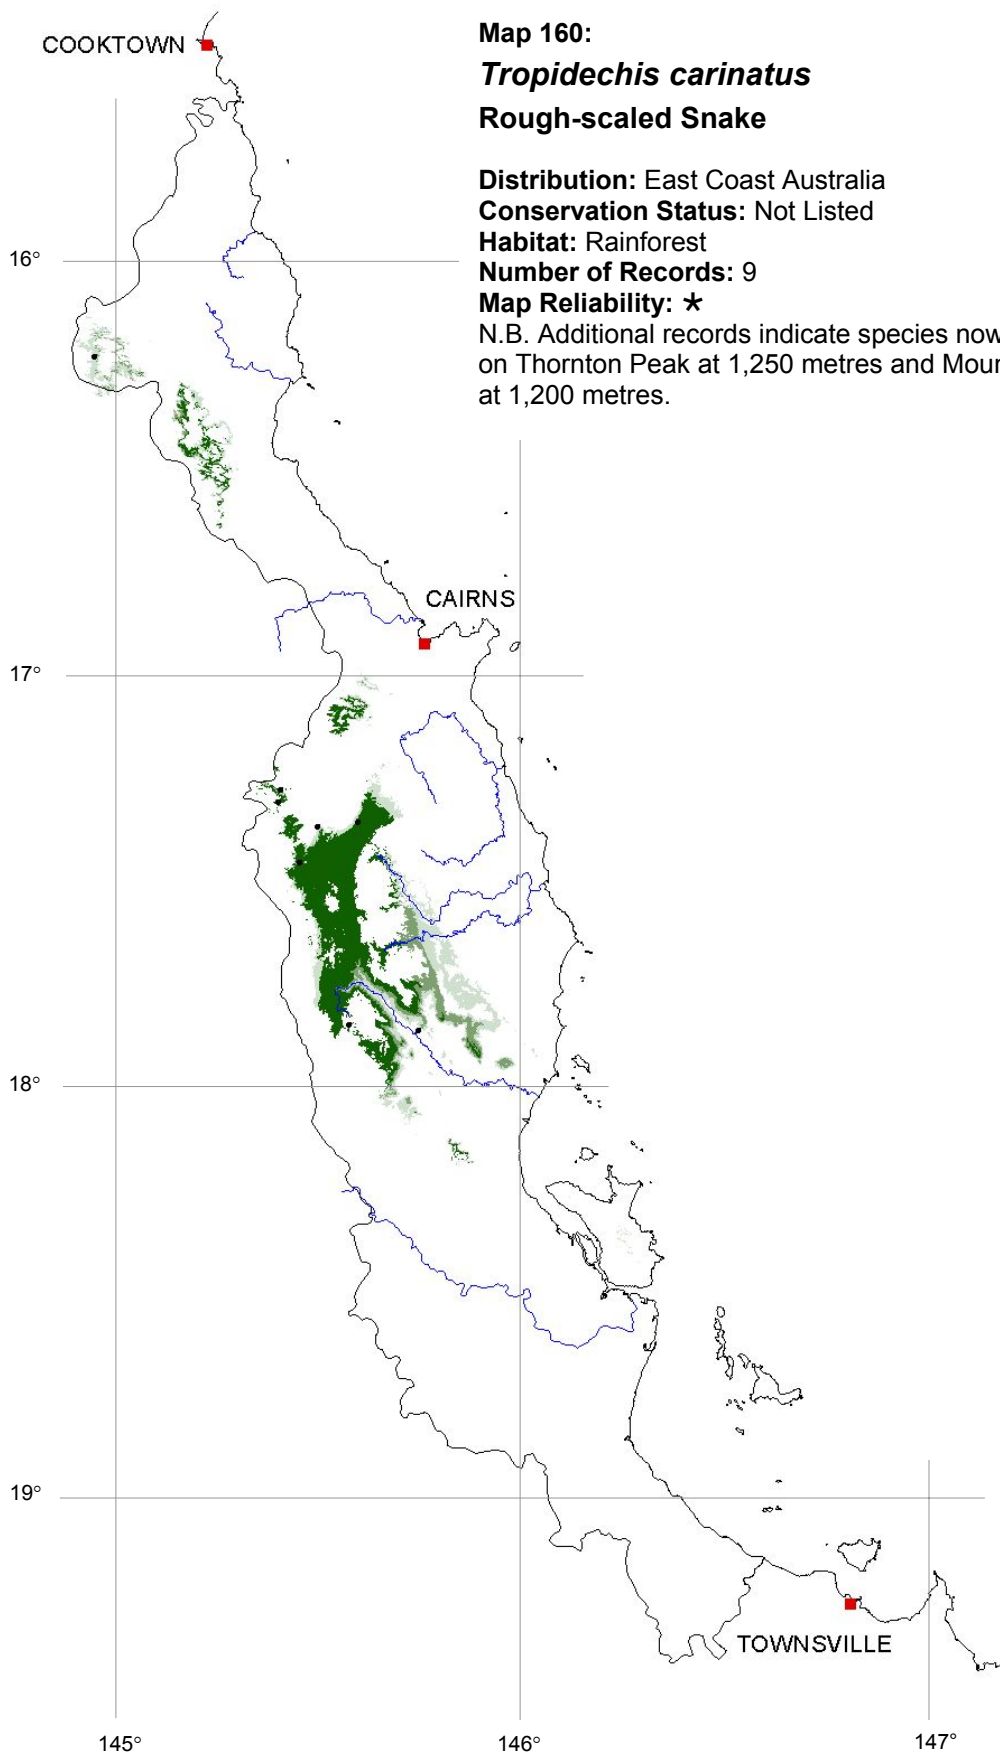 COOKTOWN
Map 160:
Tropidechis carinatus
Rough-scaled Snake
Distribution: East Coast Australia
Conservation Status: Not Listed
Habitat: Rainforest
Number of Records: 9
Map Reliability: *
N.B. Additional records indicate species now
on Thornton Peak at 1,250 metres and
at 1,200 metres.
16°
CAIRNS
17°
18°
19°
TOWNSVILLE
145°
146°
147°